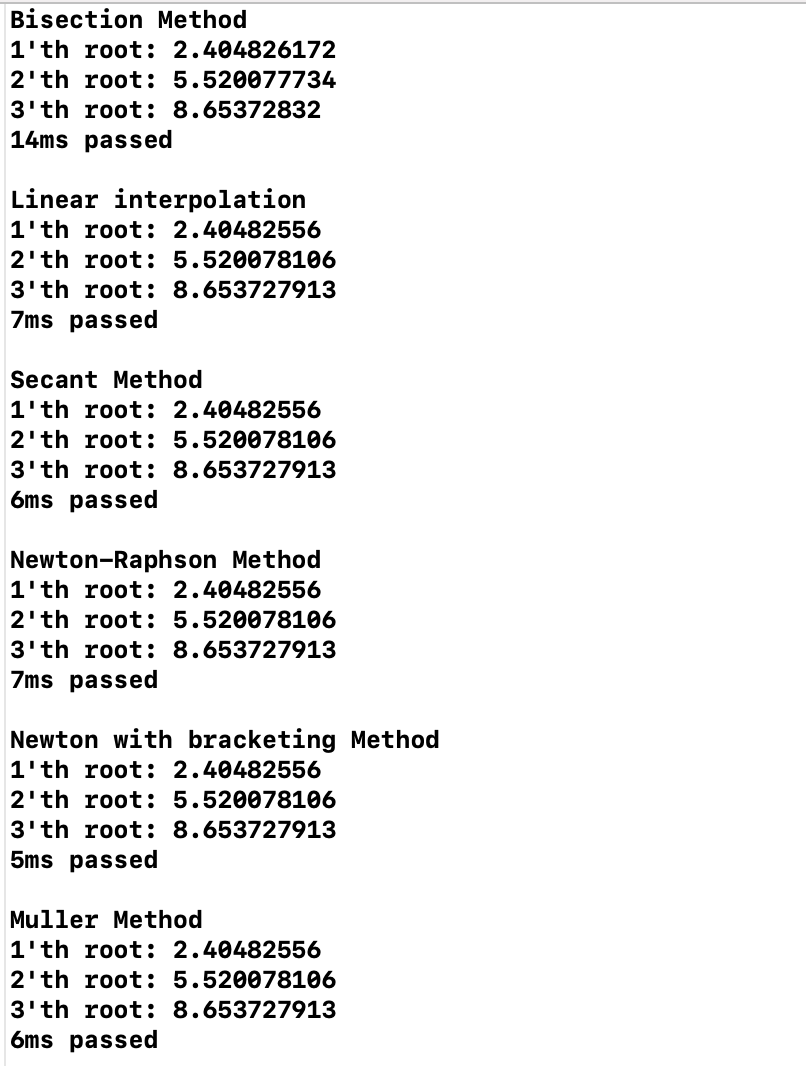 Bisection Method
1'th root: 2.404826172
2'th root: 5.520077734
3'th root: 8.65372832
14ms passed
Linear interpolation
1'th root: 2.40482556
2'th root: 5.520078106
3'th root: 8.653727913
7ms passed
Secant Method
1'th root: 2.40482556
2'th root: 5.520078106
3'th root: 8.653727913
6ms passed
Newton-Raphson Method
1'th root: 2.40482556
2'th root: 5.520078106
3'th root: 8.653727913
7ms passed
Newton with bracketing Method
1'th root: 2.40482556
2'th root: 5.520078106
3'th root: 8.653727913
5ms passed
Muller Method
1'th root: 2.40482556
2'th root: 5.520078106
3'th root: 8.653727913
6ms passed